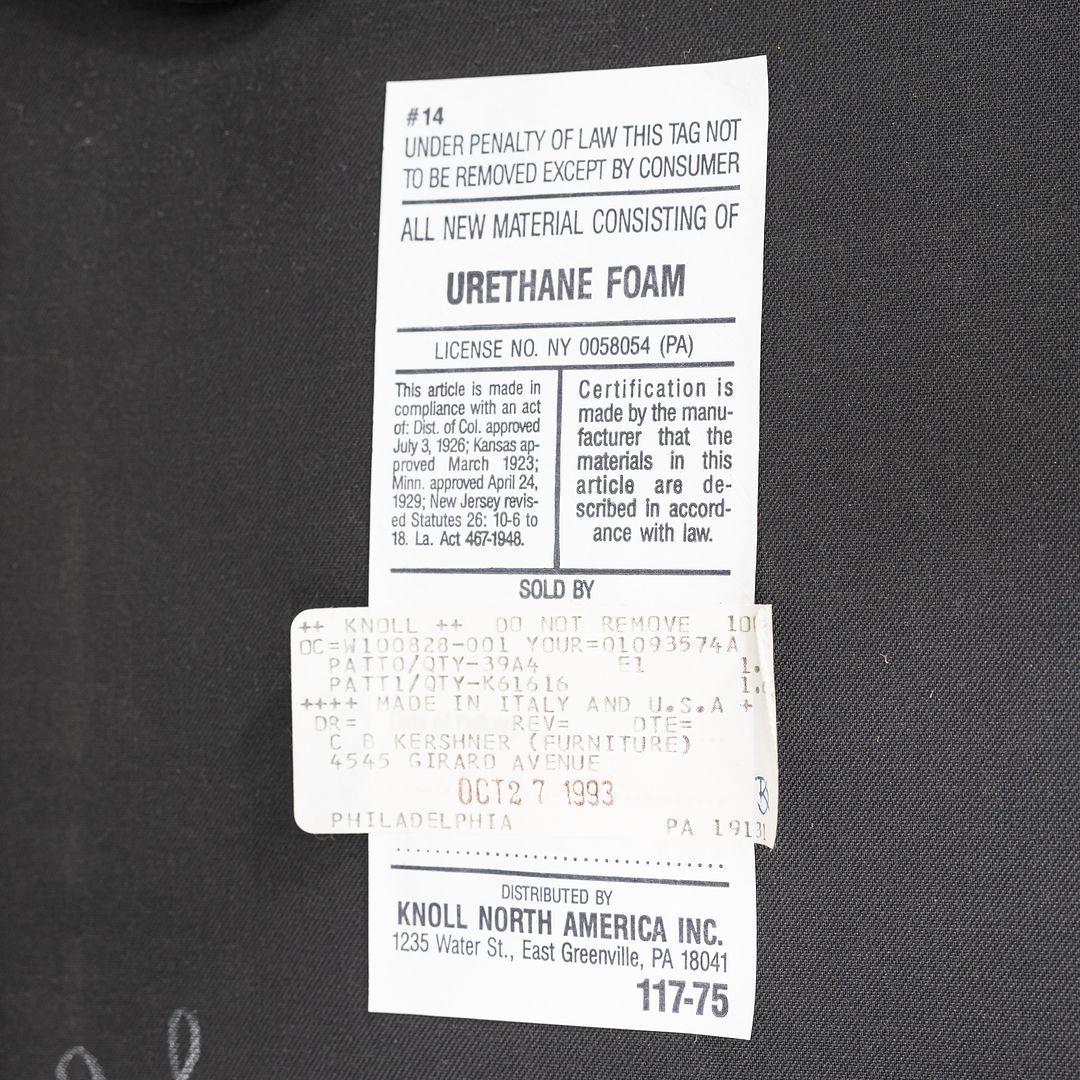 #14
UNDER PENALTY OF LAW THIS TAG NOT
TO BE REMOVED EXCEPT BY CONSUMER
ALL NEW MATERIAL CONSISTING OF
URETHANE FOAM
LICENSE NO. NY 0058054 (PA)
This article is made in
compliance with an act
of: Dist. of Col. approved
July 3, 1926; Kansas ap-
proved March 1923;
Minn. approved April 24,
1929; New Jersey revis-
ed Statutes 26: 10-6 to
18. La. Act 467-1948.
Certification is
made by the manu-
facturer that the
materials in this
article are de-
scribed in accord-
ance with law.
SOLD BY
++ KNOLL ++ DO NOT REMOVE
OC=W100828-001 YOUR=01093574A
PATTO/QTY-39A4 E1 1.
PATT1/QTY-K61616 1.
++++ MADE IN ITALY AND U.S.A +
DR= REV= DTE=
C B KERSHNER (FURNITURE)
4545 GIRARD AVENUE
OCT 27 1993
PHILADELPHIA PA 19131
DISTRIBUTED BY
KNOLL NORTH AMERICA INC.
1235 Water St., East Greenville, PA 18041
117-75